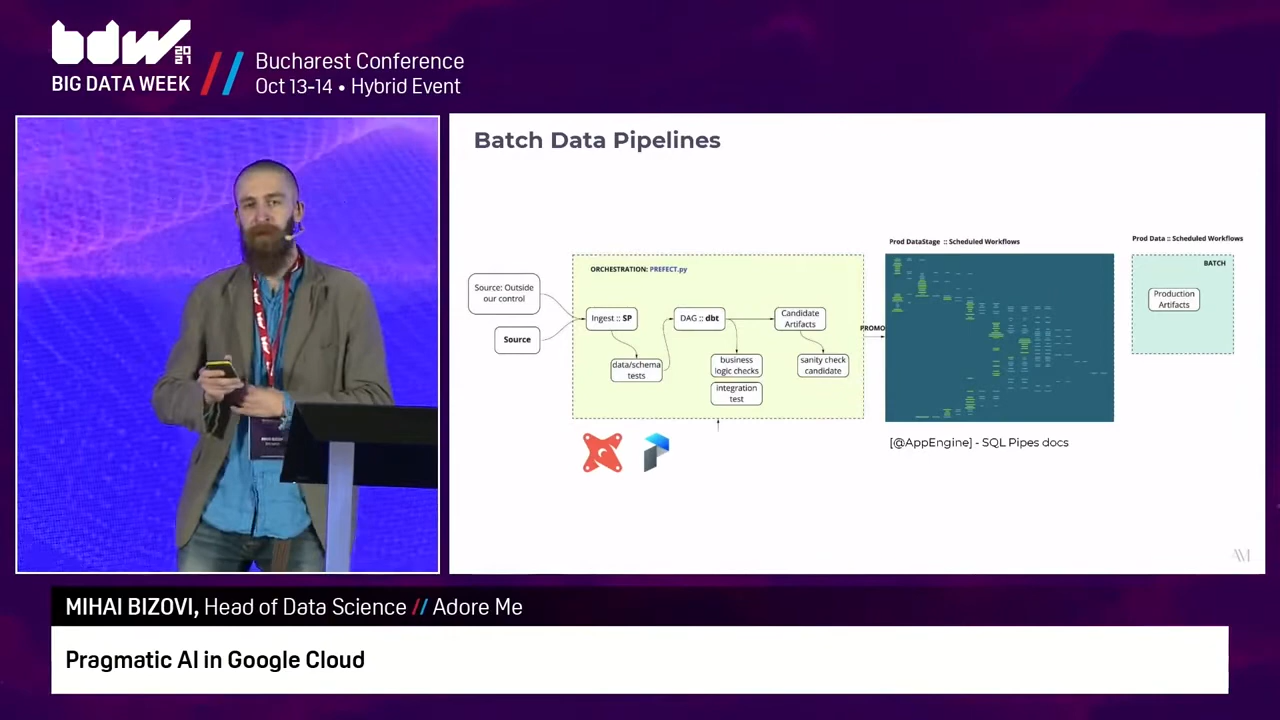 bdw 2021
BIG DATA WEEK
Bucharest Conference
Oct 13-14 • Hybrid Event
Batch Data Pipelines
Source: Outside
our control
Source
ORCHESTRATION: PREFECT.py
Ingest :: SP
data/schema
tests
DAG :: dbt
business
logic checks
integration
test
Candidate
Artifacts
sanity check
candidate
PROMO
Prod DataStage :: Scheduled Workflows
[@AppEngine] - SQL Pipes docs
Prod Data :: Scheduled Workflows
BATCH
Production
Artifacts
AM
MIHAI BIZOVI, Head of Data Science // Adore Me
Pragmatic AI in Google Cloud